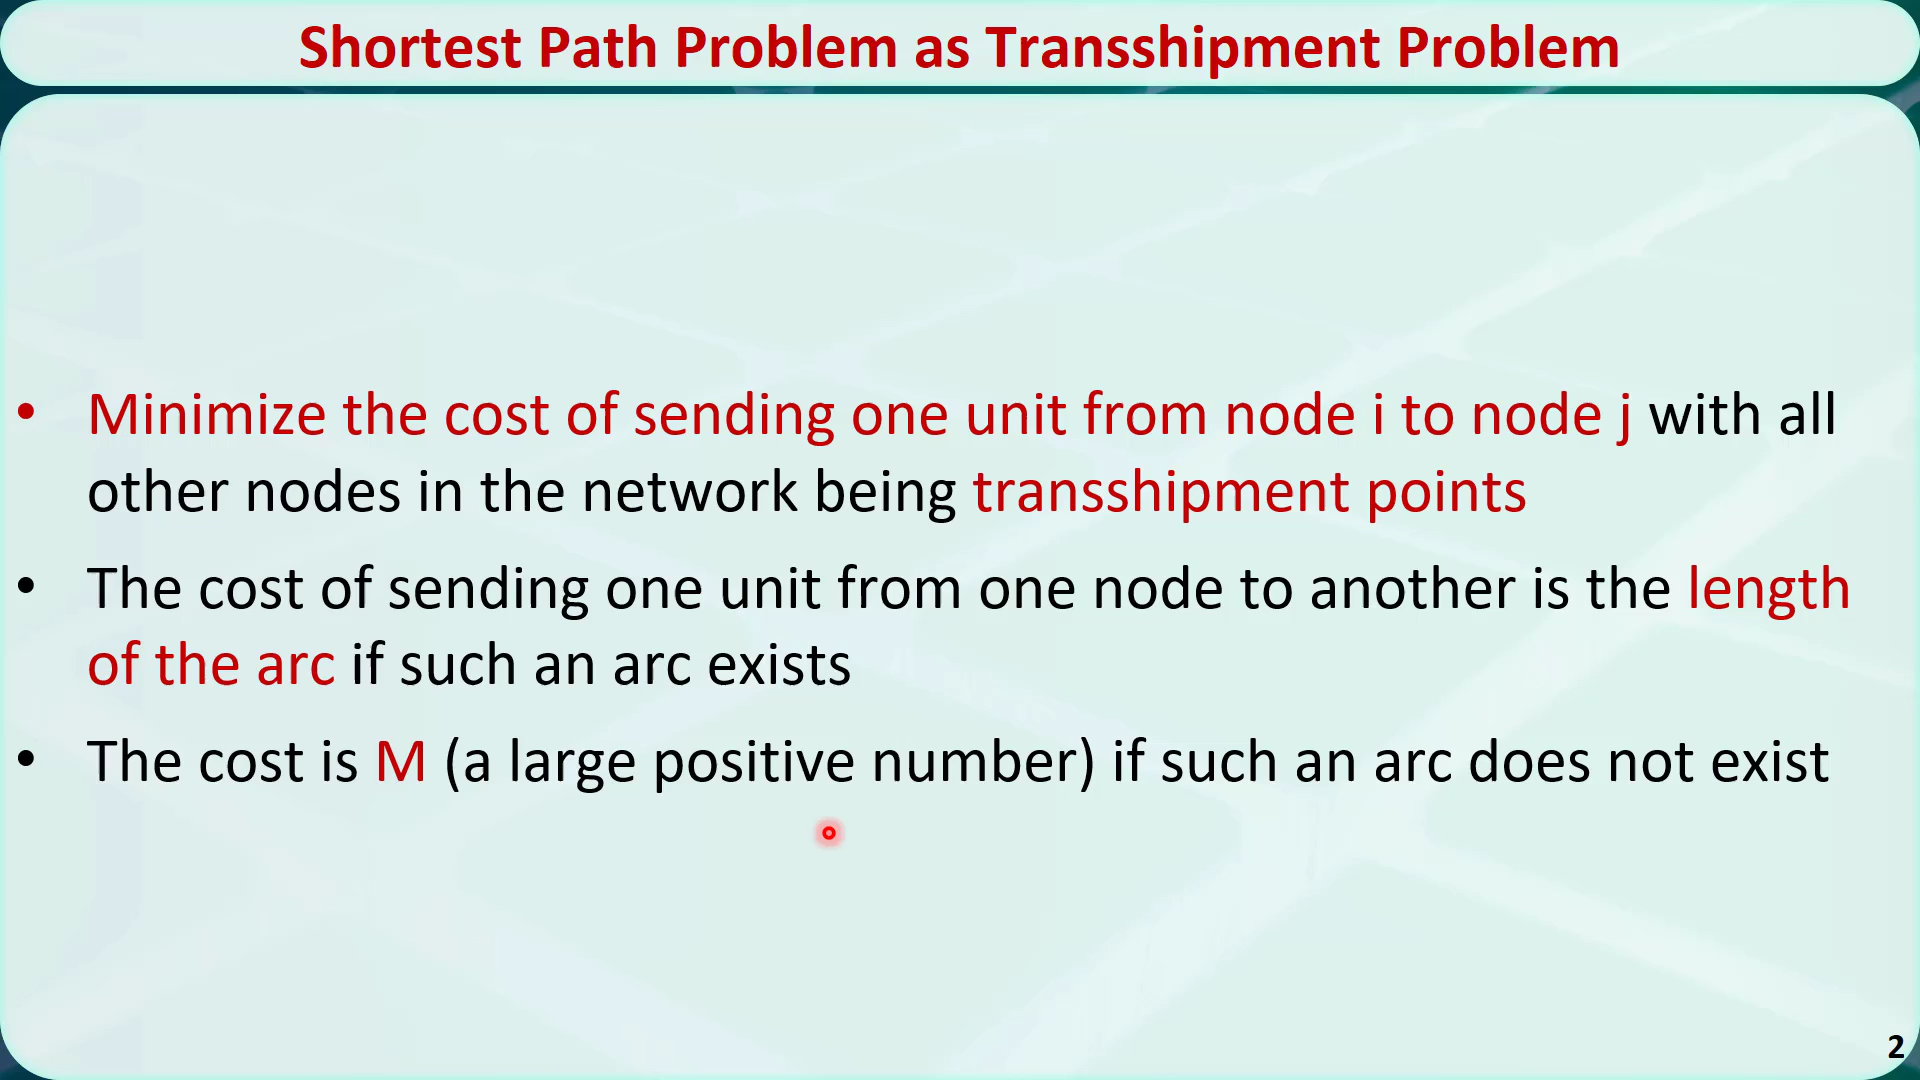 Shortest Path Problem as Transshipment Problem
• Minimize the cost of sending one unit from node i to node j with all
other nodes in the network being transshipment points
• The cost of sending one unit from one node to another is the length
of the arc if such an arc exists
• The cost is M (a large positive number) if such an arc does not exist
2